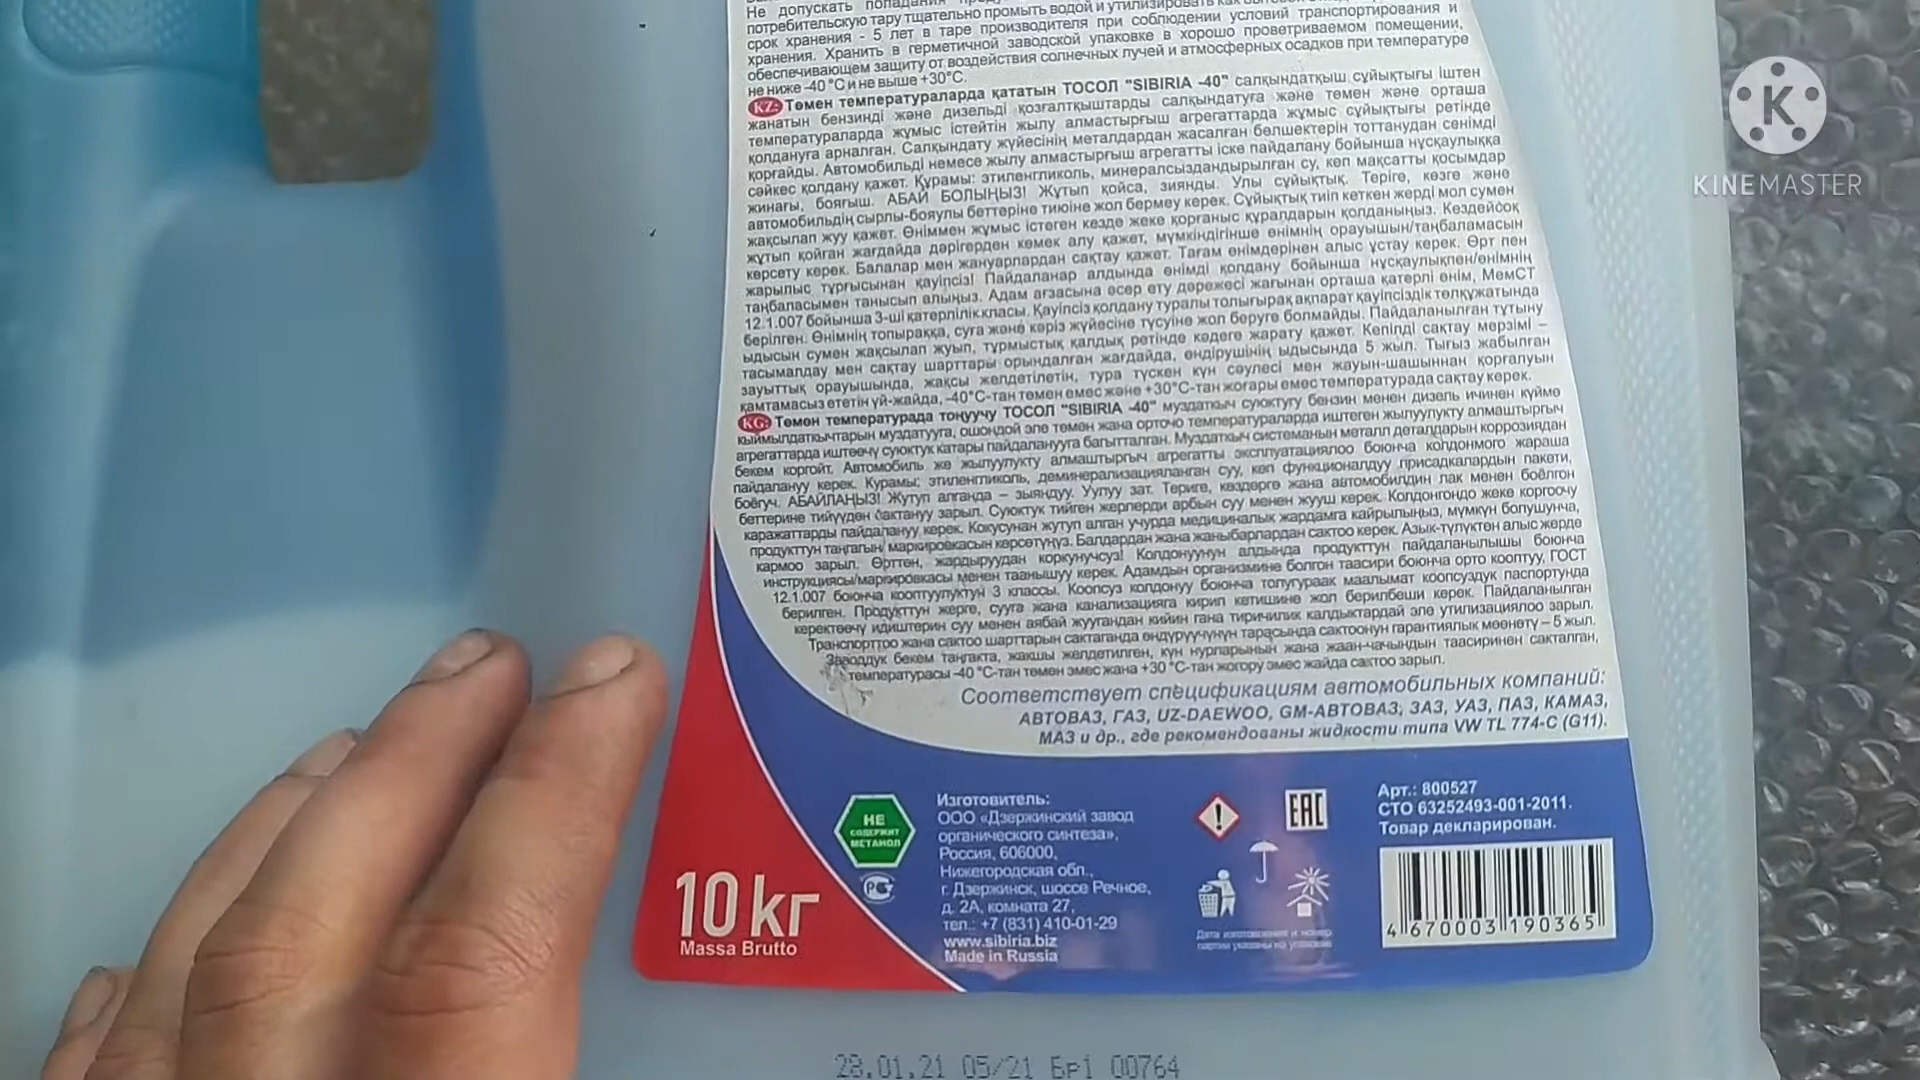 Не допускать попадания
потребительскую тару тщательно промыть водой и утилизировать как бытовой
срок хранения - 5 лет в таре производителя при соблюдении условий транспортирования и
хранения. Хранить в герметичной заводской упаковке в хорошо проветриваемом помещении,
обеспечивающем защиту от воздействия солнечных лучей и атмосферных осадков при температуре
не ниже -40 °С и не выше +30°С.
KZ: Төмен температураларда қататын ТОСОЛ "SIBIRIA -40" салқындатқыш сұйықтығы іштен
жанатын бензинді және дизельді қозғалтқыштарды салқындатуға және төмен және орташа
температураларда жұмыс істейтін жылу алмастырғыш агрегаттарда жұмыс сұйықтығы ретінде
қолдануға арналған. Салқындату жүйесінің металдардан жасалған бөлшектерін тоттанудан сенімді
қорғайды. Автомобильді немесе жылу алмастырғыш агрегатты іске пайдалану бойынша нұсқаулыққа
сәйкес қолдану қажет. Құрамы: этиленгликоль, минералсыздандырылған су, көп мақсатты қосымдар
жинағы, бояғыш. АБАЙ БОЛЫҢЫЗ! Жұтып қойса, зиянды. Улы сұйықтық. Теріге, көзге және
автомобильдің сырлы-бояулы беттеріне тиюіне жол бермеу керек. Сұйықтық тиіп кеткен жерді мол сумен
жақсылап жуу қажет. Өніммен жұмыс істеген кезде жеке қорғаныс құралдарын қолданыңыз. Кездейсоқ
жұтып қойған жағдайда дәрігерден көмек алу қажет, мүмкіндігінше өнімнің орауышын/таңбаламасын
көрсету керек. Балалар мен жануарлардан сақтау қажет. Тағам өнімдерінен алыс ұстау керек. Өрт пен
жарылыс тұрғысынан қауіпсіз! Пайдаланар алдында өнімді қолдану бойынша нұсқаулықпен/өнімнің
таңбаласымен танысып алыңыз. Адам ағзасына әсер ету дәрежесі жағынан орташа қатерлі өнім, МемСТ
12.1.007 бойынша 3-ші қатерлілік класы. Қауіпсіз қолдану туралы толығырақ ақпарат қауіпсіздік төлқұжатында
берілген. Өнімнің топыраққа, суға және кәріз жүйесіне түсуіне жол беруге болмайды. Пайдаланылған тұтыну
ыдысын сумен жақсылап жуып, тұрмыстық қалдық ретінде кәдеге жарату қажет. Кепілді сақтау мерзімі –
тасымалдау мен сақтау шарттары орындалған жағдайда, өндірушінің ыдысында 5 жыл. Тығыз жабылған
зауыттық орауышында, жақсы желдетілетін, тура түскен күн сәулесі мен жауын-шашыннан қорғалуын
қамтамасыз ететін үй-жайда, -40°С-тан төмен емес және +30°С-тан жоғары емес температурада сақтау керек.
KG: Төмөн температурада тоңуучу ТОСОЛ "SIBIRIA -40" муздаткыч суюктугу бензин менен дизель ичинен күймө
кыймылдаткычтарын муздатууга, ошондой эле төмөн жана орточо температураларда иштеген жылуулукту алмаштыргыч
агрегаттарда иштөөчү суюктук катары пайдаланууга багытталган. Муздаткыч системанын металл деталдарын коррозиядан
бекем коргойт. Автомобиль же жылуулукту алмаштыргыч агрегатты эксплуатациялоо боюнча колдонмого жараша
пайдалануу керек. Курамы: этиленгликоль, деминерализацияланган суу, көп функционалдуу присадкалардын пакети,
боёгуч. АБАЙЛАҢЫЗ! Жутуп алганда – зыяндуу. Уулуу зат. Териге, көздөргө жана автомобилдин лак менен боёлгон
беттерине тийүүдөн сактануу зарыл. Суюктук тийген жерлерди арбын суу менен жууш керек. Колдонгондо жеке коргоочу
каражаттарды пайдалануу керек. Кокусунан жутуп алган учурда медициналык жардамга кайрылыңыз, мүмкүн болушунча,
продукттун таңгагын/ маркировкасын көрсөтүңүз. Балдардан жана жаныбарлардан сактоо керек. Азык-түлүктөн алыс жерде
кармоо зарыл. Өрттөн, жардыруудан коркунучсуз! Колдонуунун алдында продукттун пайдаланылышы боюнча
инструкциясы/маркировкасы менен таанышуу керек. Адамдын организмине болгон таасири боюнча орто кооптуу, ГОСТ
12.1.007 боюнча кооптуулуктун 3 классы. Коопсуз колдонуу боюнча толугураак маалымат коопсуздук паспортунда
берилген. Продукттун жерге, сууга жана канализацияга кирип кетишине жол берилбеши керек. Пайдаланылган
керектөөчү идиштерин суу менен аябай жуугандан кийин гана тиричилик калдыктардай эле утилизациялоо зарыл.
Транспорттоо жана сактоо шарттарын сактаганда өндүрүүчүнүн тарасында сактоонун гарантиялык мөөнөтү – 5 жыл.
Заводдук бекем таңгакта, жакшы желдетилген, күн нурларынын жана жаан-чачындын таасиринен сакталган,
температурасы -40 °С-тан төмөн эмес жана +30 °С-тан жогору эмес жайда сактоо зарыл.
Соответствует спецификациям автомобильных компаний:
АВТОВАЗ, ГАЗ, UZ-DAEWOO, GM-АВТОВАЗ, ЗАЗ, УАЗ, ПАЗ, КАМАЗ,
МАЗ и др., где рекомендованы жидкости типа VW TL 774-C (G11).
НЕ
СОДЕРЖИТ
МЕТАНОЛ
Изготовитель:
ООО «Дзержинский завод
органического синтеза»,
Россия, 606000,
Нижегородская обл.,
г. Дзержинск, шоссе Речное,
д. 2А, комната 27,
тел.: +7 (831) 410-01-29
www.sibiria.biz
Made in Russia
EAC
Дата изготовления и номер
партии указаны на упаковке
Арт.: 800527
СТО 63252493-001-2011.
Товар декларирован.
4 670003 190365
10 кг
Massa Brutto
28.01.21 05/21 Бр1 00764
K
KINEMASTER